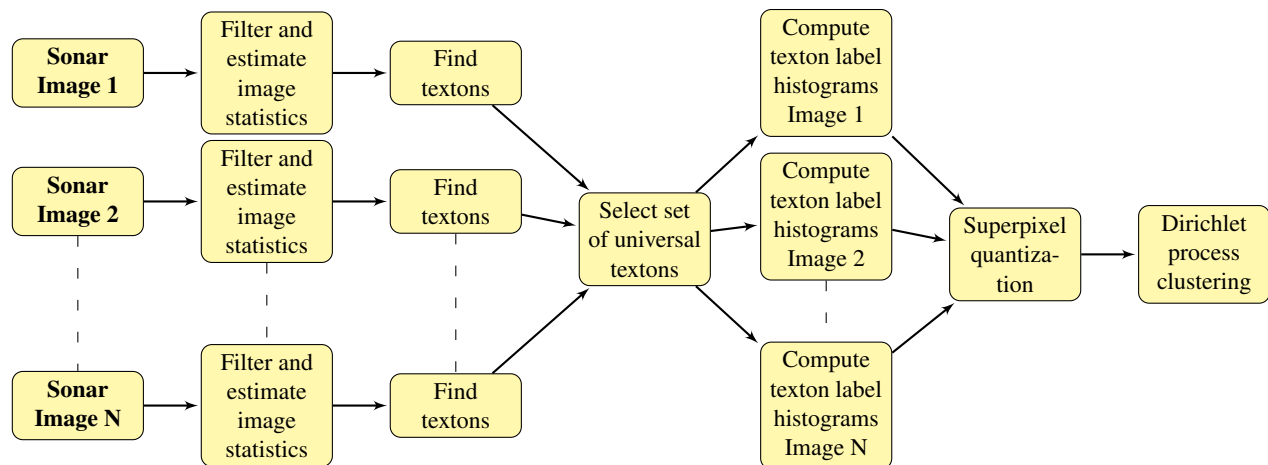 Sonar
Image 1
Filter and
estimate
image
statistics
Find
textons
Sonar
Image 2
Filter and
estimate
image
statistics
Find
textons
Sonar
Image N
Filter and
estimate
image
statistics
Find
textons
Select set
of universal
textons
Compute
texton label
histograms
Image 1
Compute
texton label
histograms
Image 2
Compute
texton label
histograms
Image N
Superpixel
quantiza-
tion
Dirichlet
process
clustering